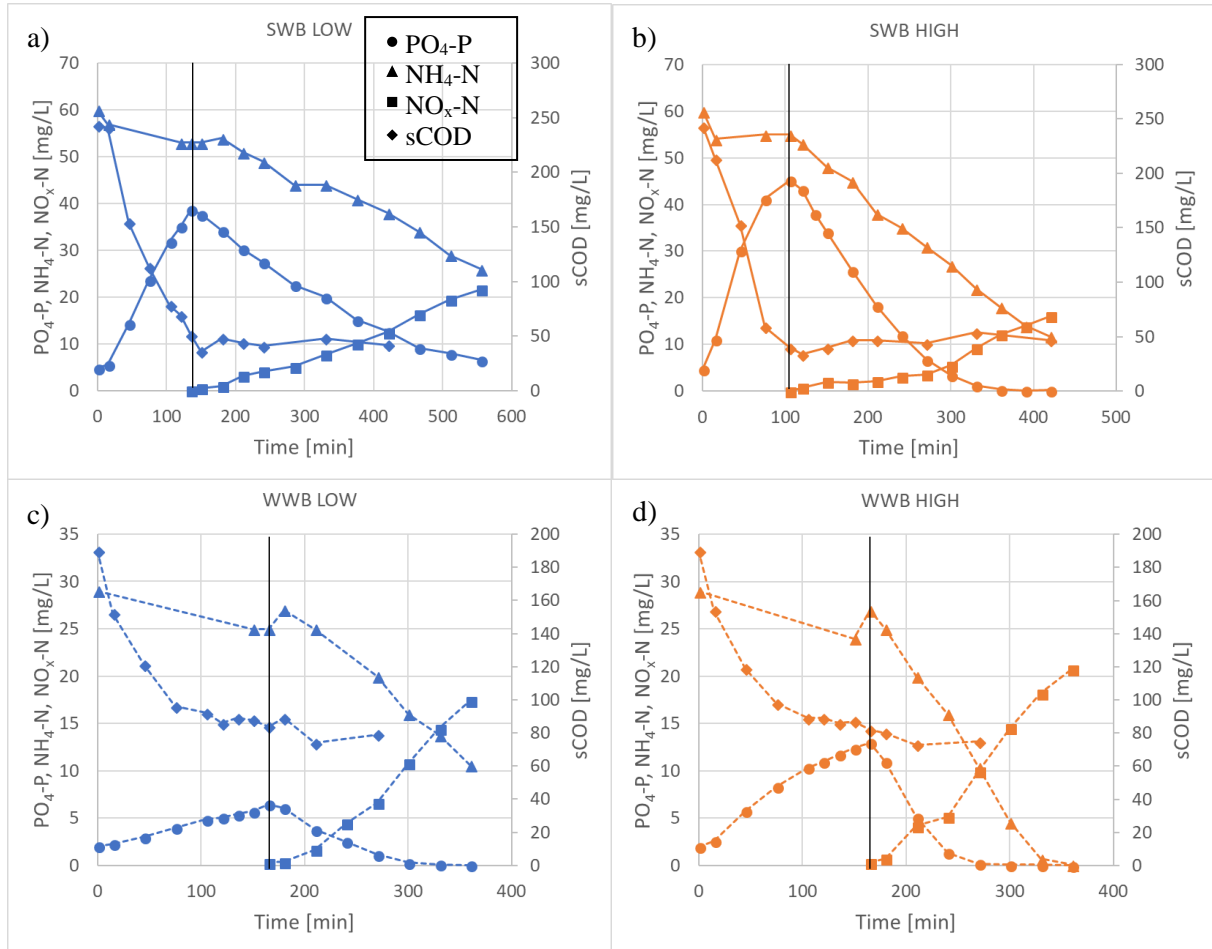 a)
SWB LOW
PO₄-P
NH₄-N
NOₓ-N
sCOD
PO₄-P, NH₄-N, NOₓ-N [mg/L]
70
60
50
40
30
20
10
0
300
250
200
150
100
50
0
sCOD [mg/L]
0 100 200 300 400 500 600
Time [min]
b)
SWB HIGH
PO₄-P, NH₄-N, NOₓ-N [mg/L]
70
60
50
40
30
20
10
0
300
250
200
150
100
50
0
sCOD [mg/L]
0 100 200 300 400 500
Time [min]
c)
WWB LOW
PO₄-P, NH₄-N, NOₓ-N [mg/L]
35
30
25
20
15
10
5
0
200
180
160
140
120
100
80
60
40
20
0
sCOD [mg/L]
0 100 200 300 400
Time [min]
d)
WWB HIGH
PO₄-P, NH₄-N, NOₓ-N [mg/L]
35
30
25
20
15
10
5
0
200
180
160
140
120
100
80
60
40
20
0
sCOD [mg/L]
0 100 200 300 400
Time [min]